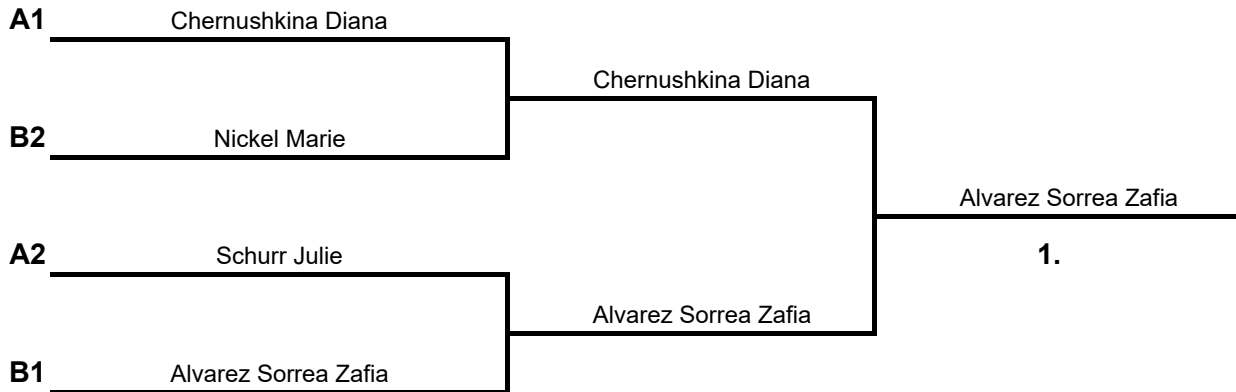 A1 Chernushkina Diana
Chernushkina Diana
B2 Nickel Marie
Alvarez Sorrea Zafia
A2 Schurr Julie
1.
Alvarez Sorrea Zafia
B1 Alvarez Sorrea Zafia